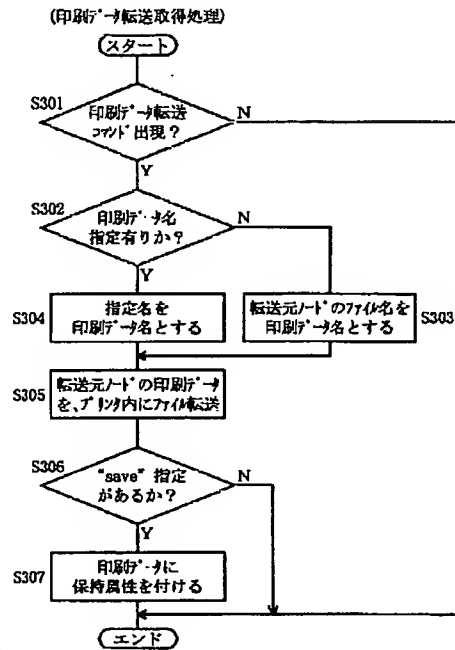 (印刷ﾃﾞｰﾀ転送取得処理)
スタート
S301
印刷ﾃﾞｰﾀ転送
ｺﾏﾝﾄﾞ出現？
N
Y
S302
印刷ﾃﾞｰﾀ名
指定有りか？
N
Y
S304
指定名を
印刷ﾃﾞｰﾀ名とする
転送元ﾉｰﾄﾞのﾌｧｲﾙ名を
印刷ﾃﾞｰﾀ名とする
S303
S305
転送元ﾉｰﾄﾞの印刷ﾃﾞｰﾀ
を、ﾌﾟﾘﾝﾀ内にﾌｧｲﾙ転送
S306
“save”指定
があるか？
N
Y
S307
印刷ﾃﾞｰﾀに
保持属性を付ける
エンド